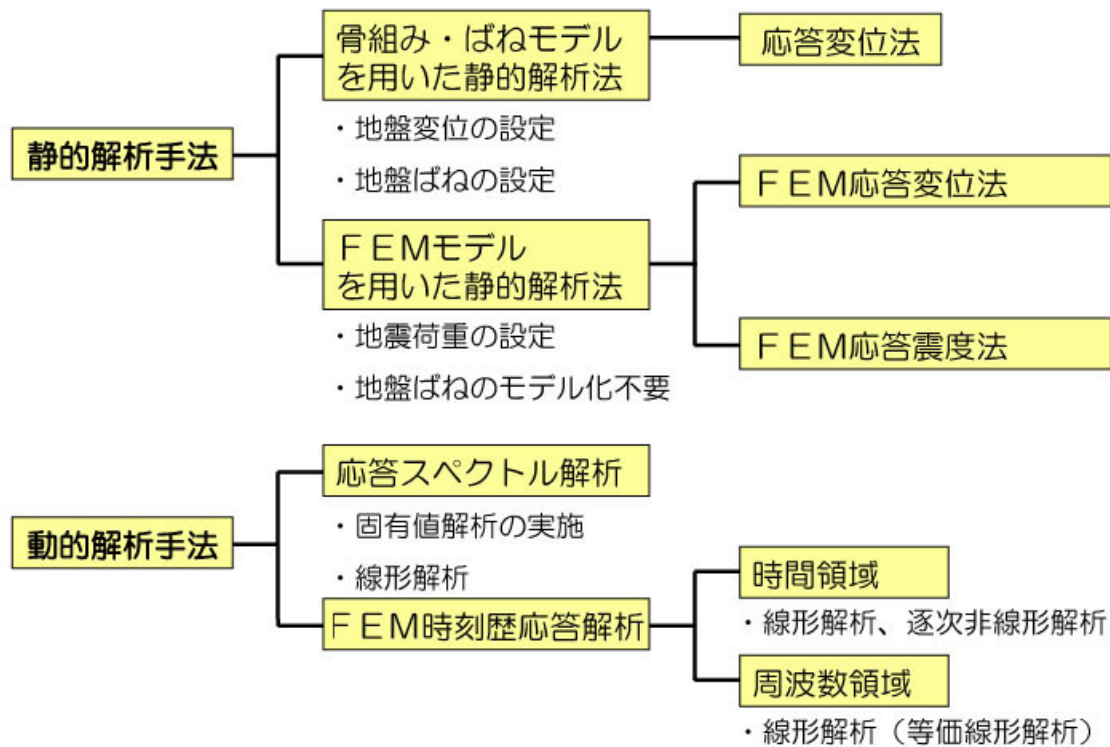 骨組み・ばねモデル
を用いた静的解析法
応答変位法
・地盤変位の設定
静的解析手法
・地盤ばねの設定
ＦＥＭ応答変位法
ＦＥＭモデル
を用いた静的解析法
・地震荷重の設定
ＦＥＭ応答震度法
・地盤ばねのモデル化不要
応答スペクトル解析
・固有値解析の実施
動的解析手法
・線形解析
時間領域
ＦＥＭ時刻歴応答解析
・線形解析、逐次非線形解析
周波数領域
・線形解析（等価線形解析）